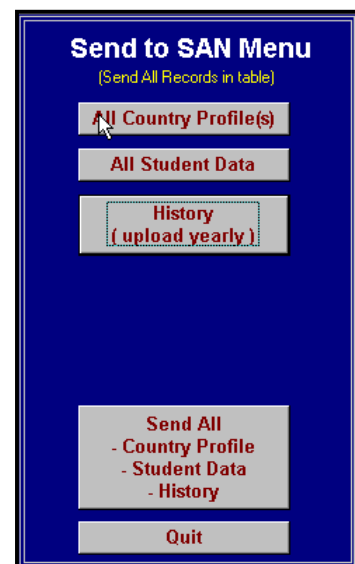 Send to SAN Menu
(Send All Records in table)
All Country Profile(s)
All Student Data
History
( upload yearly )
Send All
- Country Profile
- Student Data
- History
Quit